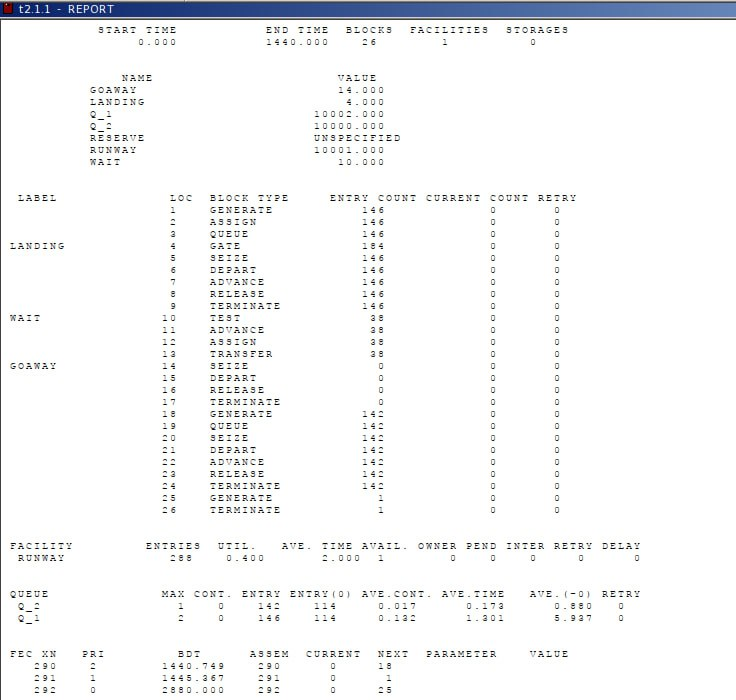 t2.1.1 - REPORT
START TIME END TIME BLOCKS FACILITIES STORAGES
0.000 1440.000 26 1 0
NAME VALUE
GOAWAY 14.000
LANDING 4.000
Q_1 10002.000
Q_2 10000.000
RESERVE UNSPECIFIED
RUNWAY 10001.000
WAIT 10.000
LABEL LOC BLOCK TYPE ENTRY COUNT CURRENT COUNT RETRY
1 GENERATE 146 0 0
2 ASSIGN 146 0 0
3 QUEUE 146 0 0
LANDING 4 GATE 184 0 0
5 SEIZE 146 0 0
6 DEPART 146 0 0
7 ADVANCE 146 0 0
8 RELEASE 146 0 0
9 TERMINATE 146 0 0
WAIT 10 TEST 38 0 0
11 ADVANCE 38 0 0
12 ASSIGN 38 0 0
13 TRANSFER 38 0 0
GOAWAY 14 SEIZE 0 0 0
15 DEPART 0 0 0
16 RELEASE 0 0 0
17 TERMINATE 0 0 0
18 GENERATE 142 0 0
19 QUEUE 142 0 0
20 SEIZE 142 0 0
21 DEPART 142 0 0
22 ADVANCE 142 0 0
23 RELEASE 142 0 0
24 TERMINATE 142 0 0
25 GENERATE 1 0 0
26 TERMINATE 1 0 0
FACILITY ENTRIES UTIL. AVE. TIME AVAIL. OWNER PEND INTER RETRY DELAY
RUNWAY 288 0.400 2.000 1 0 0 0 0 0
QUEUE MAX CONT. ENTRY ENTRY(0) AVE.CONT. AVE.TIME AVE.(-0) RETRY
Q_2 1 0 142 114 0.017 0.173 0.880 0
Q_1 2 0 146 114 0.132 1.301 5.937 0
FEC XN PRI BDT ASSEM CURRENT NEXT PARAMETER VALUE
290 2 1440.749 290 0 18
291 1 1445.367 291 0 1
292 0 2880.000 292 0 25